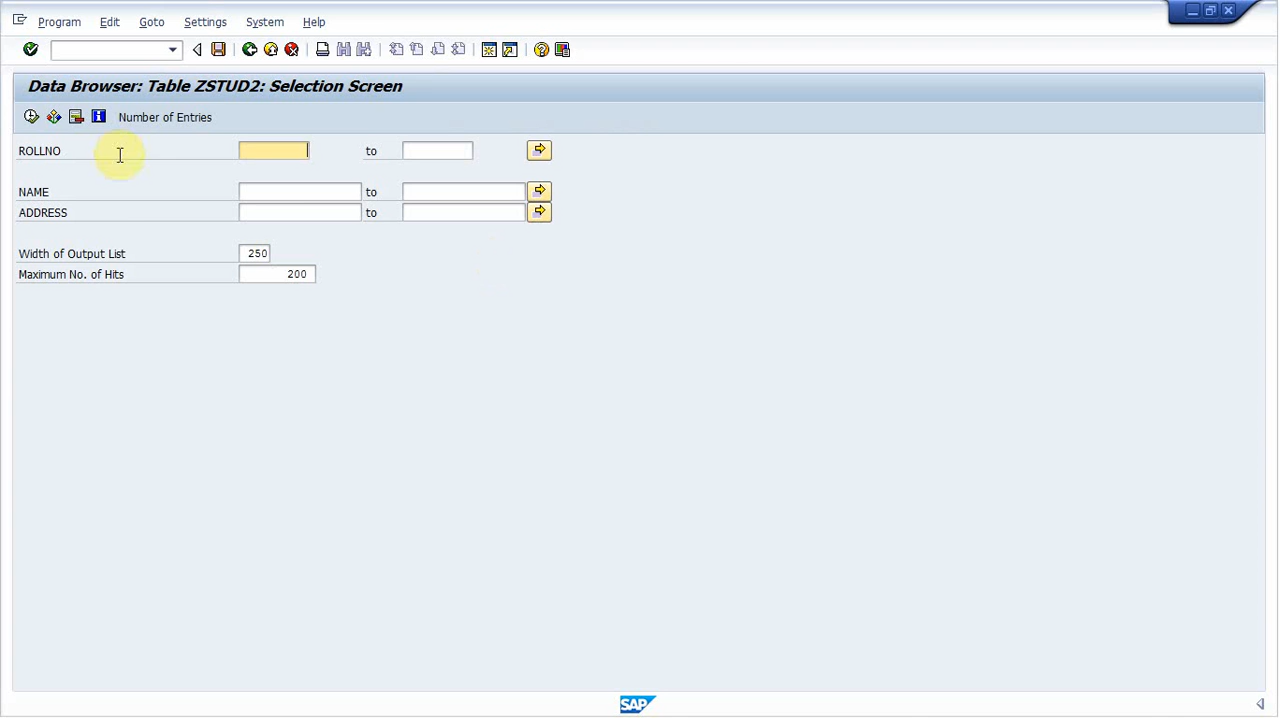 Program Edit Goto Settings System Help
Data Browser: Table ZSTUD2: Selection Screen
Number of Entries
ROLLNO to
NAME to
ADDRESS to
Width of Output List 250
Maximum No. of Hits 200
SAP